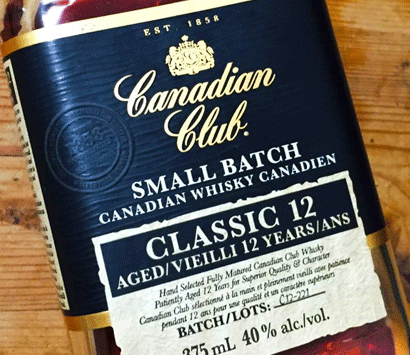 EST. 1858
Canadian
Club.
SMALL BATCH
CANADIAN WHISKY CANADIEN
CLASSIC 12
AGED/VIEILLI 12 YEARS/ANS
Hand Selected Fully Matured Canadian Club Whisky
Patiently Aged 12 Years for Superior Quality & Character
Canadian Club sélectionné à la main et pleinement vieilli avec patience
pendant 12 ans pour une qualité et un caractère supérieurs
BATCH/LOTS: C12-221
375 mL 40% alc./vol.